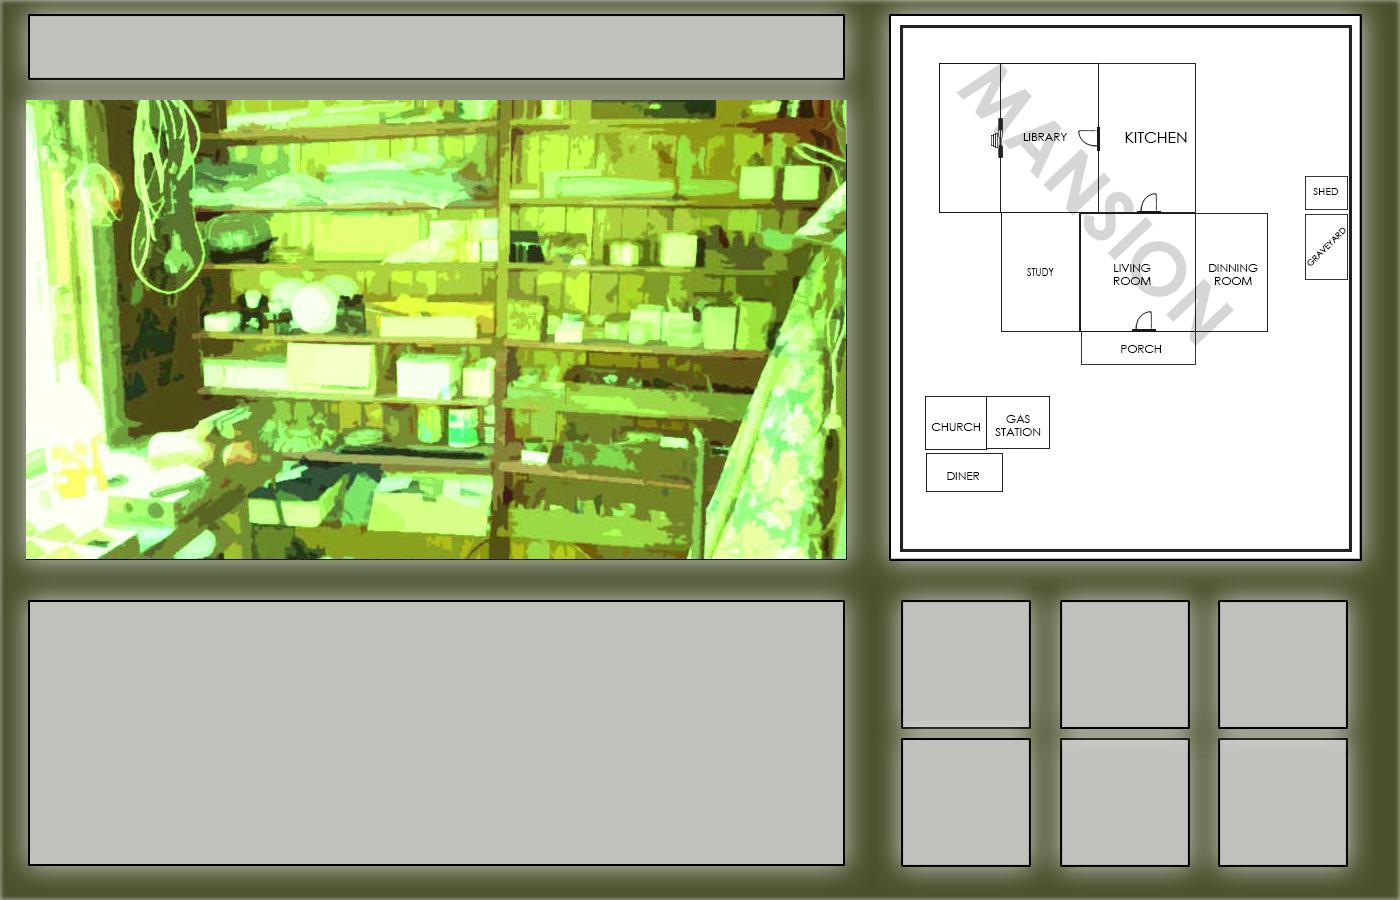 MANSION
LIBRARY
KITCHEN
SHED
GRAVEYARD
STUDY
LIVING
ROOM
DINNING
ROOM
PORCH
CHURCH
GAS
STATION
DINER